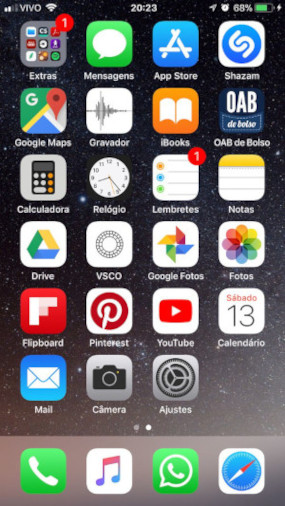 VIVO 20:23 68%
1
Extras Mensagens App Store Shazam
OAB
de bolso
Google Maps Gravador iBooks OAB de Bolso
1
Calculadora Relógio Lembretes Notas
Drive VSCO Google Fotos Fotos
Sábado
13
Flipboard Pinterest YouTube Calendário
Mail Câmera Ajustes